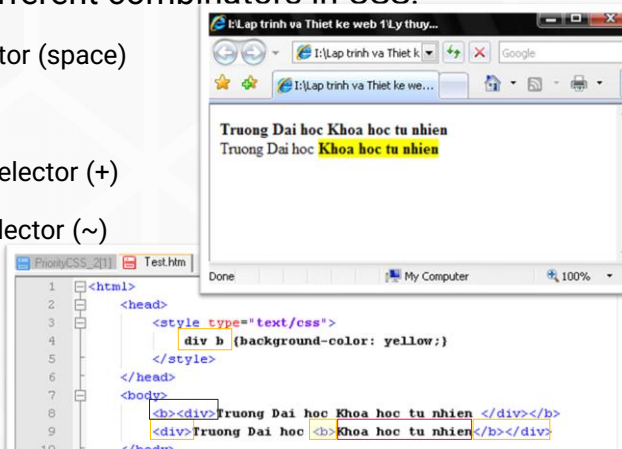 fferent combinators in CSS:
tor (space)
elector (+)
lector (~)
I:\Lap trinh va Thiet ke web 1\Ly thuy...
I:\Lap trinh va Thiet k
Google
I:\Lap trinh va Thiet ke we...
Truong Dai hoc Khoa hoc tu nhien
Truong Dai hoc Khoa hoc tu nhien
Done
My Computer
100%
PriorityCSS_2[1]
Test.htm
1 <html>
2 <head>
3 <style type="text/css">
4 div b {background-color: yellow;}
5 </style>
6 </head>
7 <body>
8 <b><div>Truong Dai hoc Khoa hoc tu nhien </div></b>
9 <div>Truong Dai hoc <b>Khoa hoc tu nhien</b></div>
10 </body>